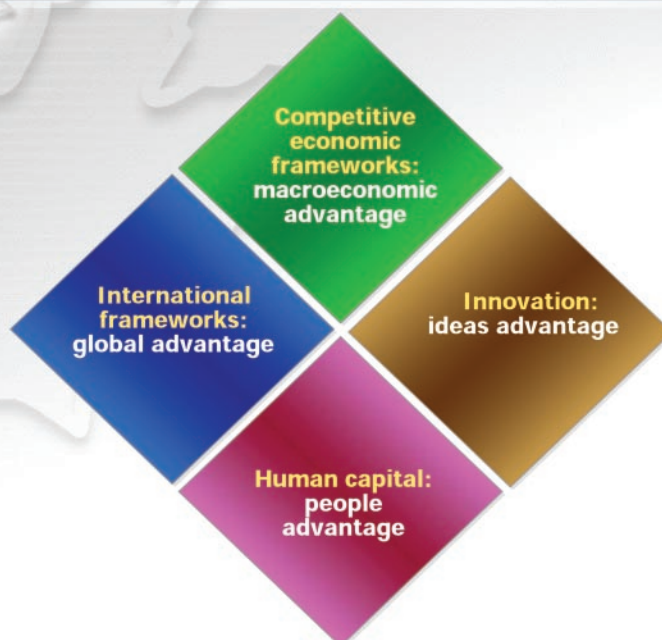 Competitive
economic
frameworks:
macroeconomic
advantage
International
frameworks:
global advantage
Innovation:
ideas advantage
Human capital:
people
advantage